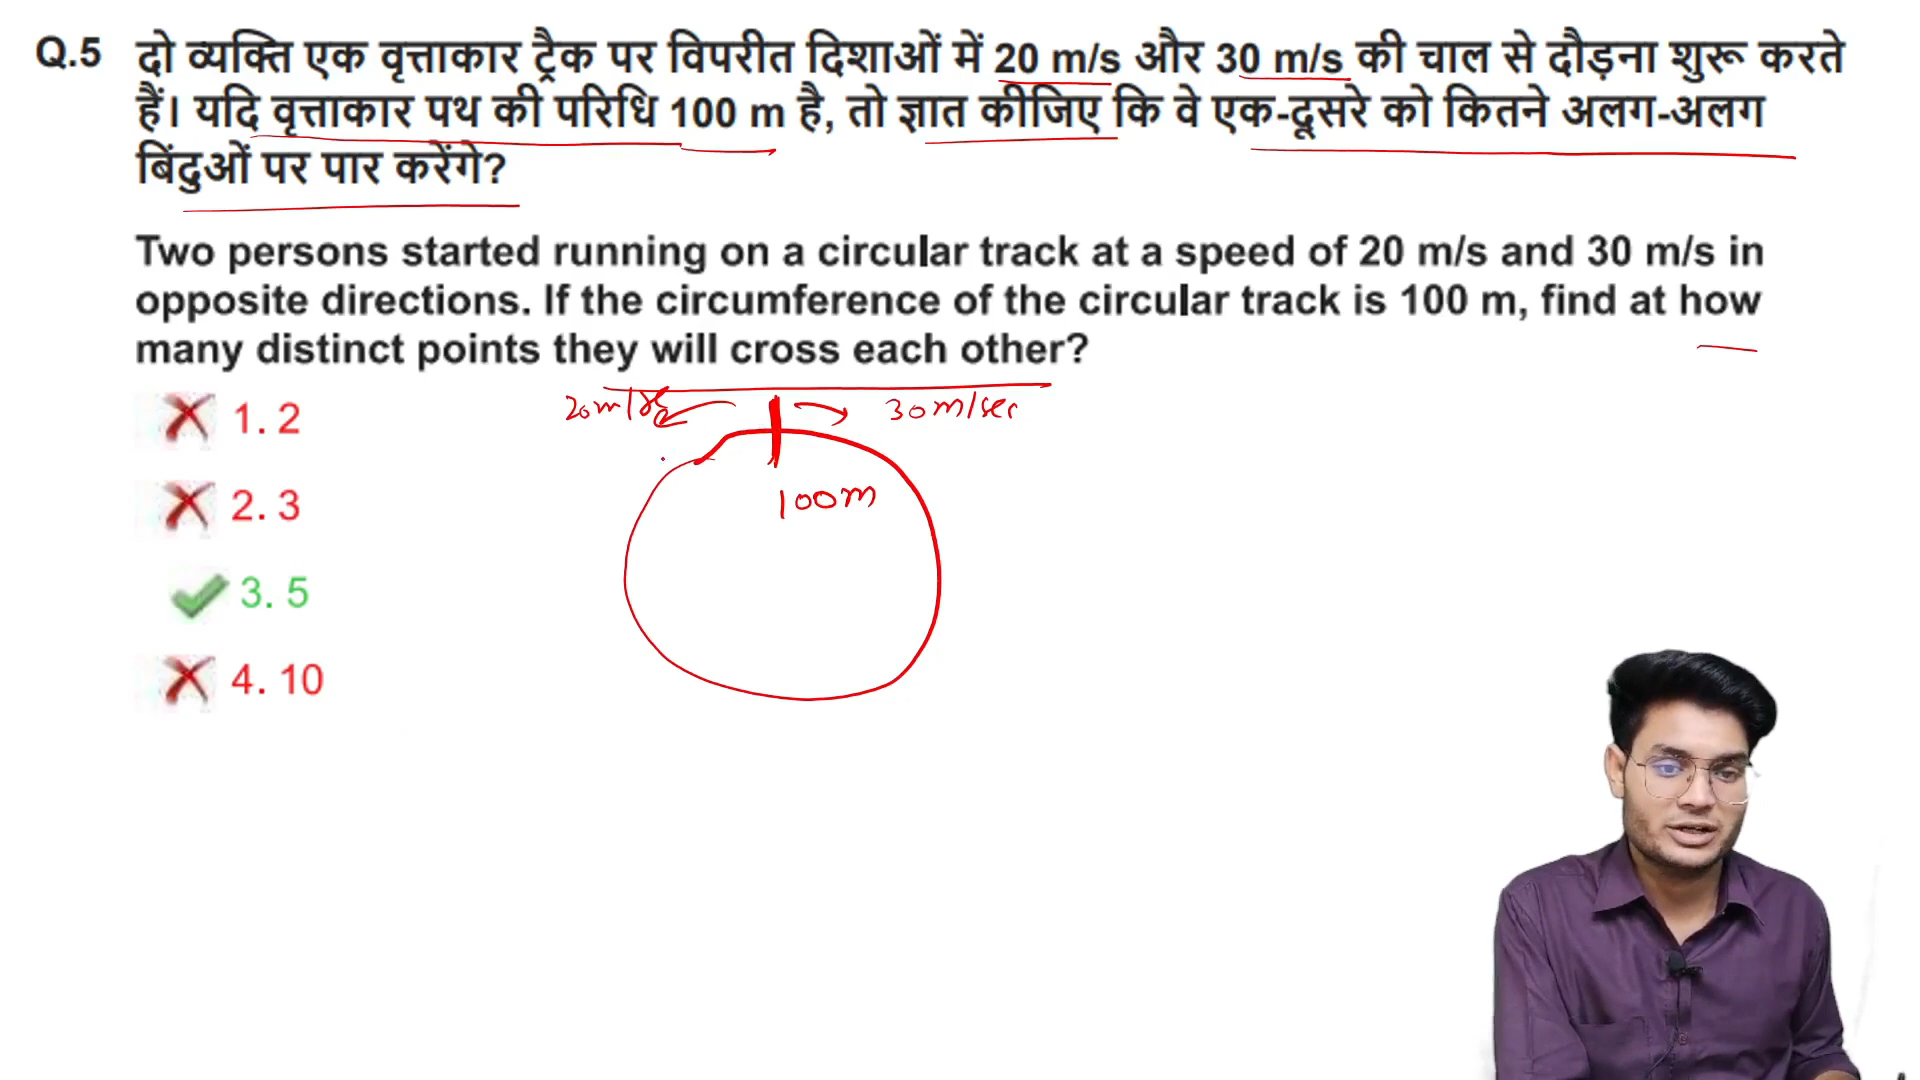 Q.5 दो व्यक्ति एक वृत्ताकार ट्रैक पर विपरीत दिशाओं में 20 m/s और 30 m/s की चाल से दौड़ना शुरू करते
हैं। यदि वृत्ताकार पथ की परिधि 100 m है, तो ज्ञात कीजिए कि वे एक-दूसरे को कितने अलग-अलग
बिंदुओं पर पार करेंगे?
Two persons started running on a circular track at a speed of 20 m/s and 30 m/s in
opposite directions. If the circumference of the circular track is 100 m, find at how
many distinct points they will cross each other?
1. 2
2. 3
3. 5
4. 10
30m/sec
100m